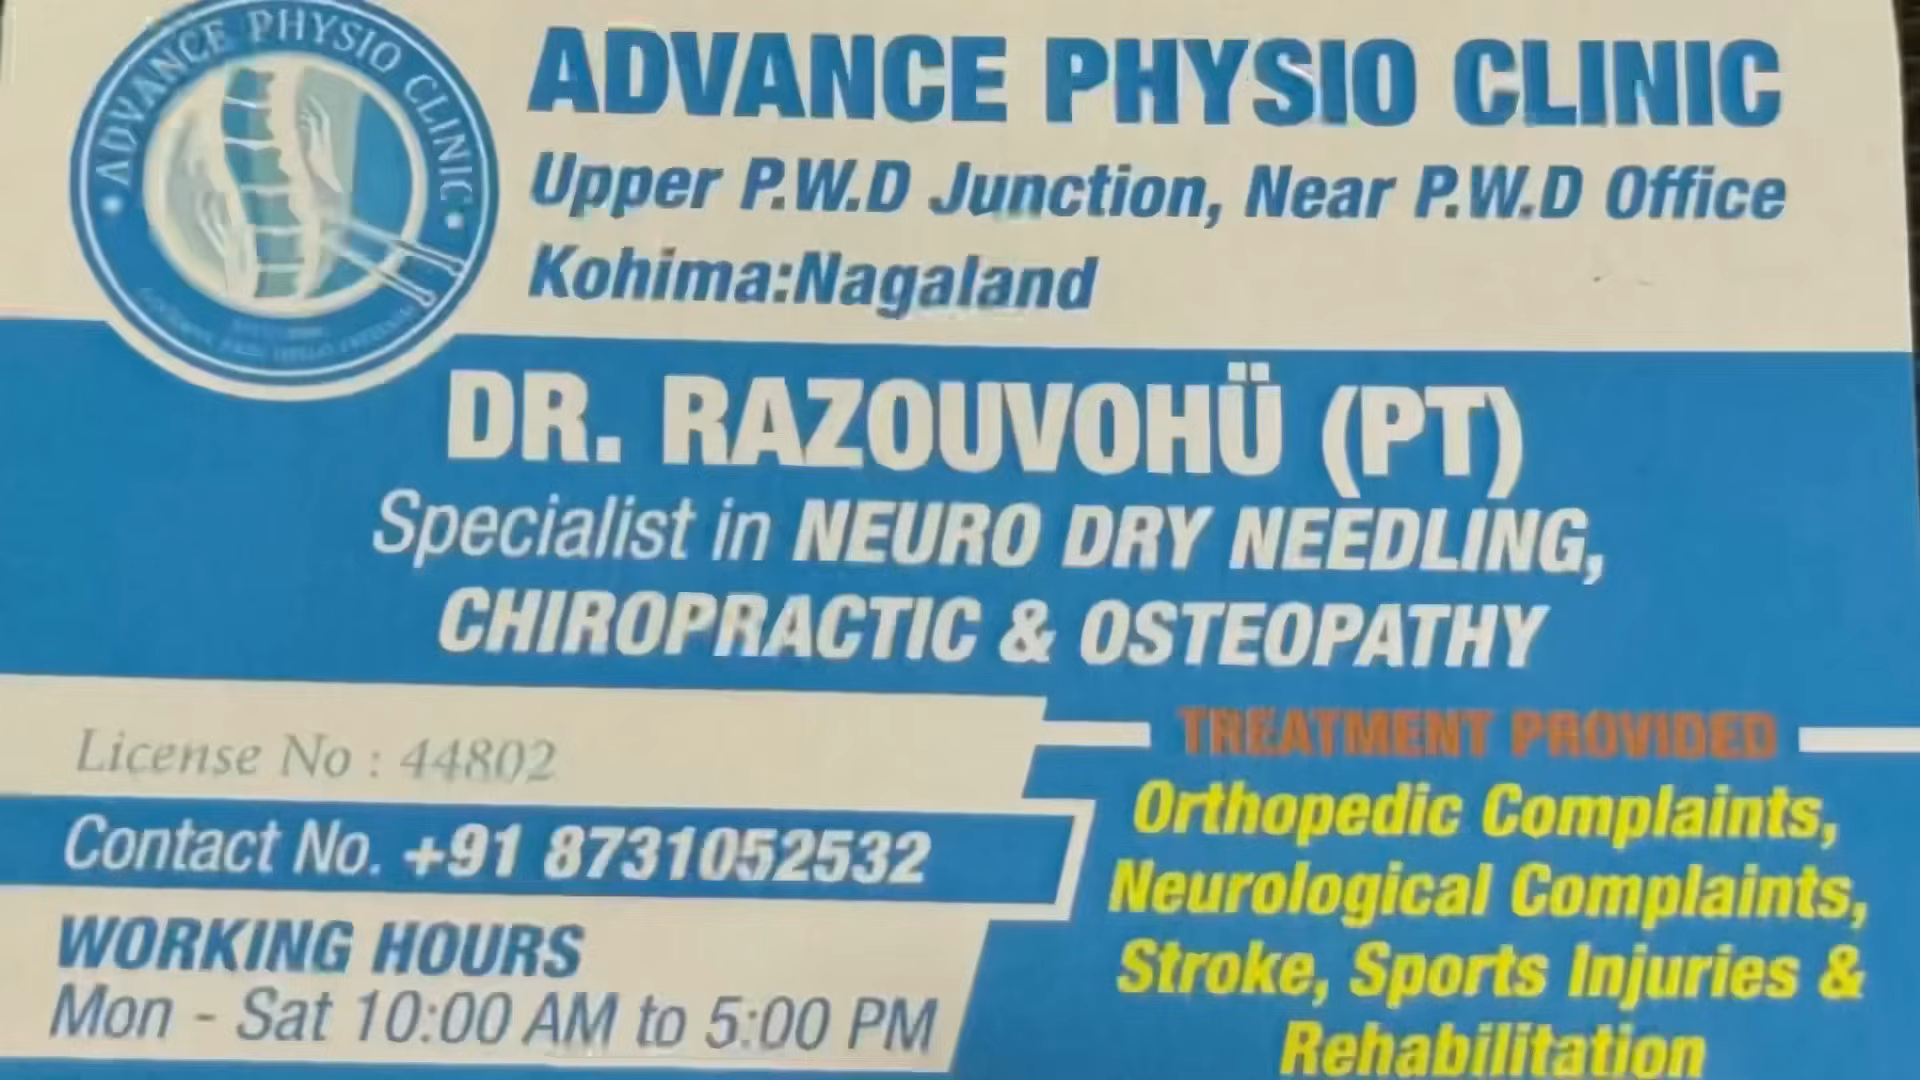 ADVANCE PHYSIO CLINIC
ADVANCE PHYSIO CLINIC
Upper P.W.D Junction, Near P.W.D Office
Kohima:Nagaland
DR. RAZOUVOHÜ (PT)
Specialist in NEURO DRY NEEDLING,
CHIROPRACTIC & OSTEOPATHY
License No : 44802
Contact No. +91 8731052532
WORKING HOURS
Mon - Sat 10:00 AM to 5:00 PM
TREATMENT PROVIDED
Orthopedic Complaints,
Neurological Complaints,
Stroke, Sports Injuries &
Rehabilitation